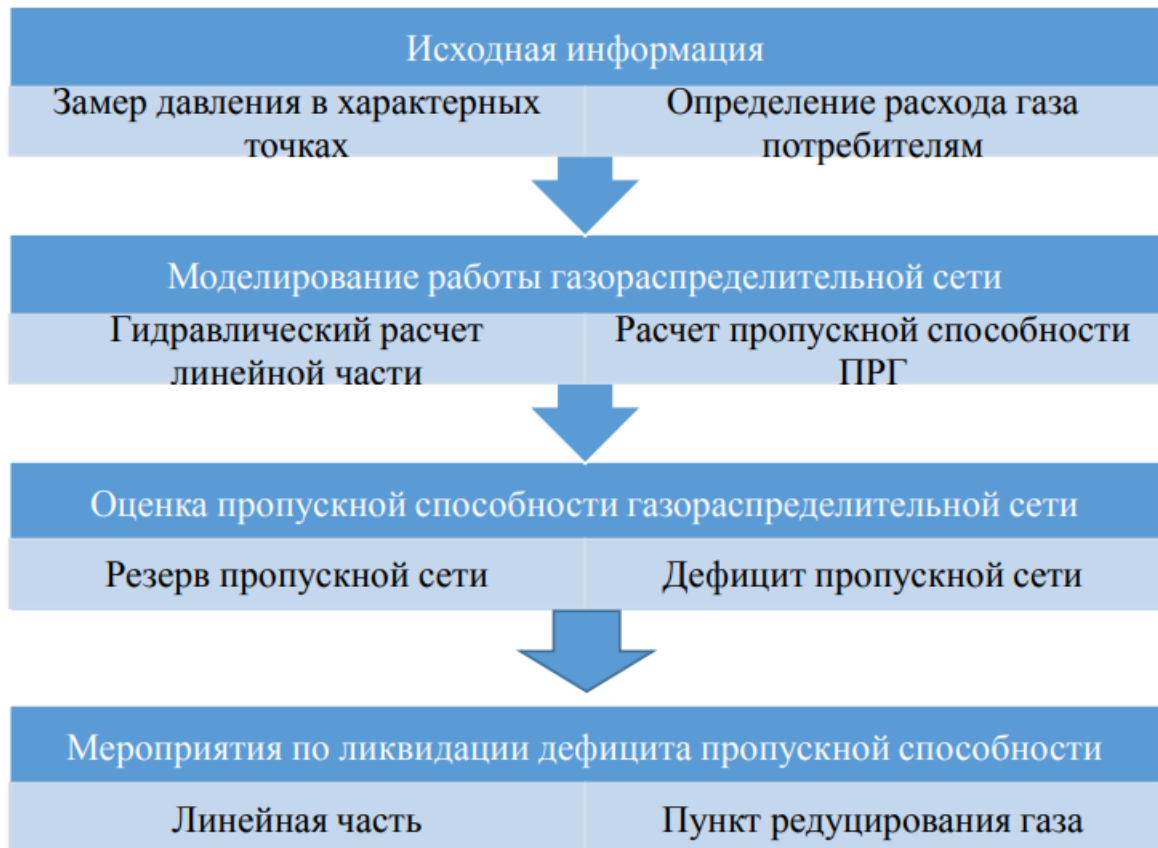 Исходная информация
Замер давления в характерных
точках
Определение расхода газа
потребителям
Моделирование работы газораспределительной сети
Гидравлический расчет
линейной части
Расчет пропускной способности
ПРГ
Оценка пропускной способности газораспределительной сети
Резерв пропускной сети
Дефицит пропускной сети
Мероприятия по ликвидации дефицита пропускной способности
Линейная часть
Пункт редуцирования газа